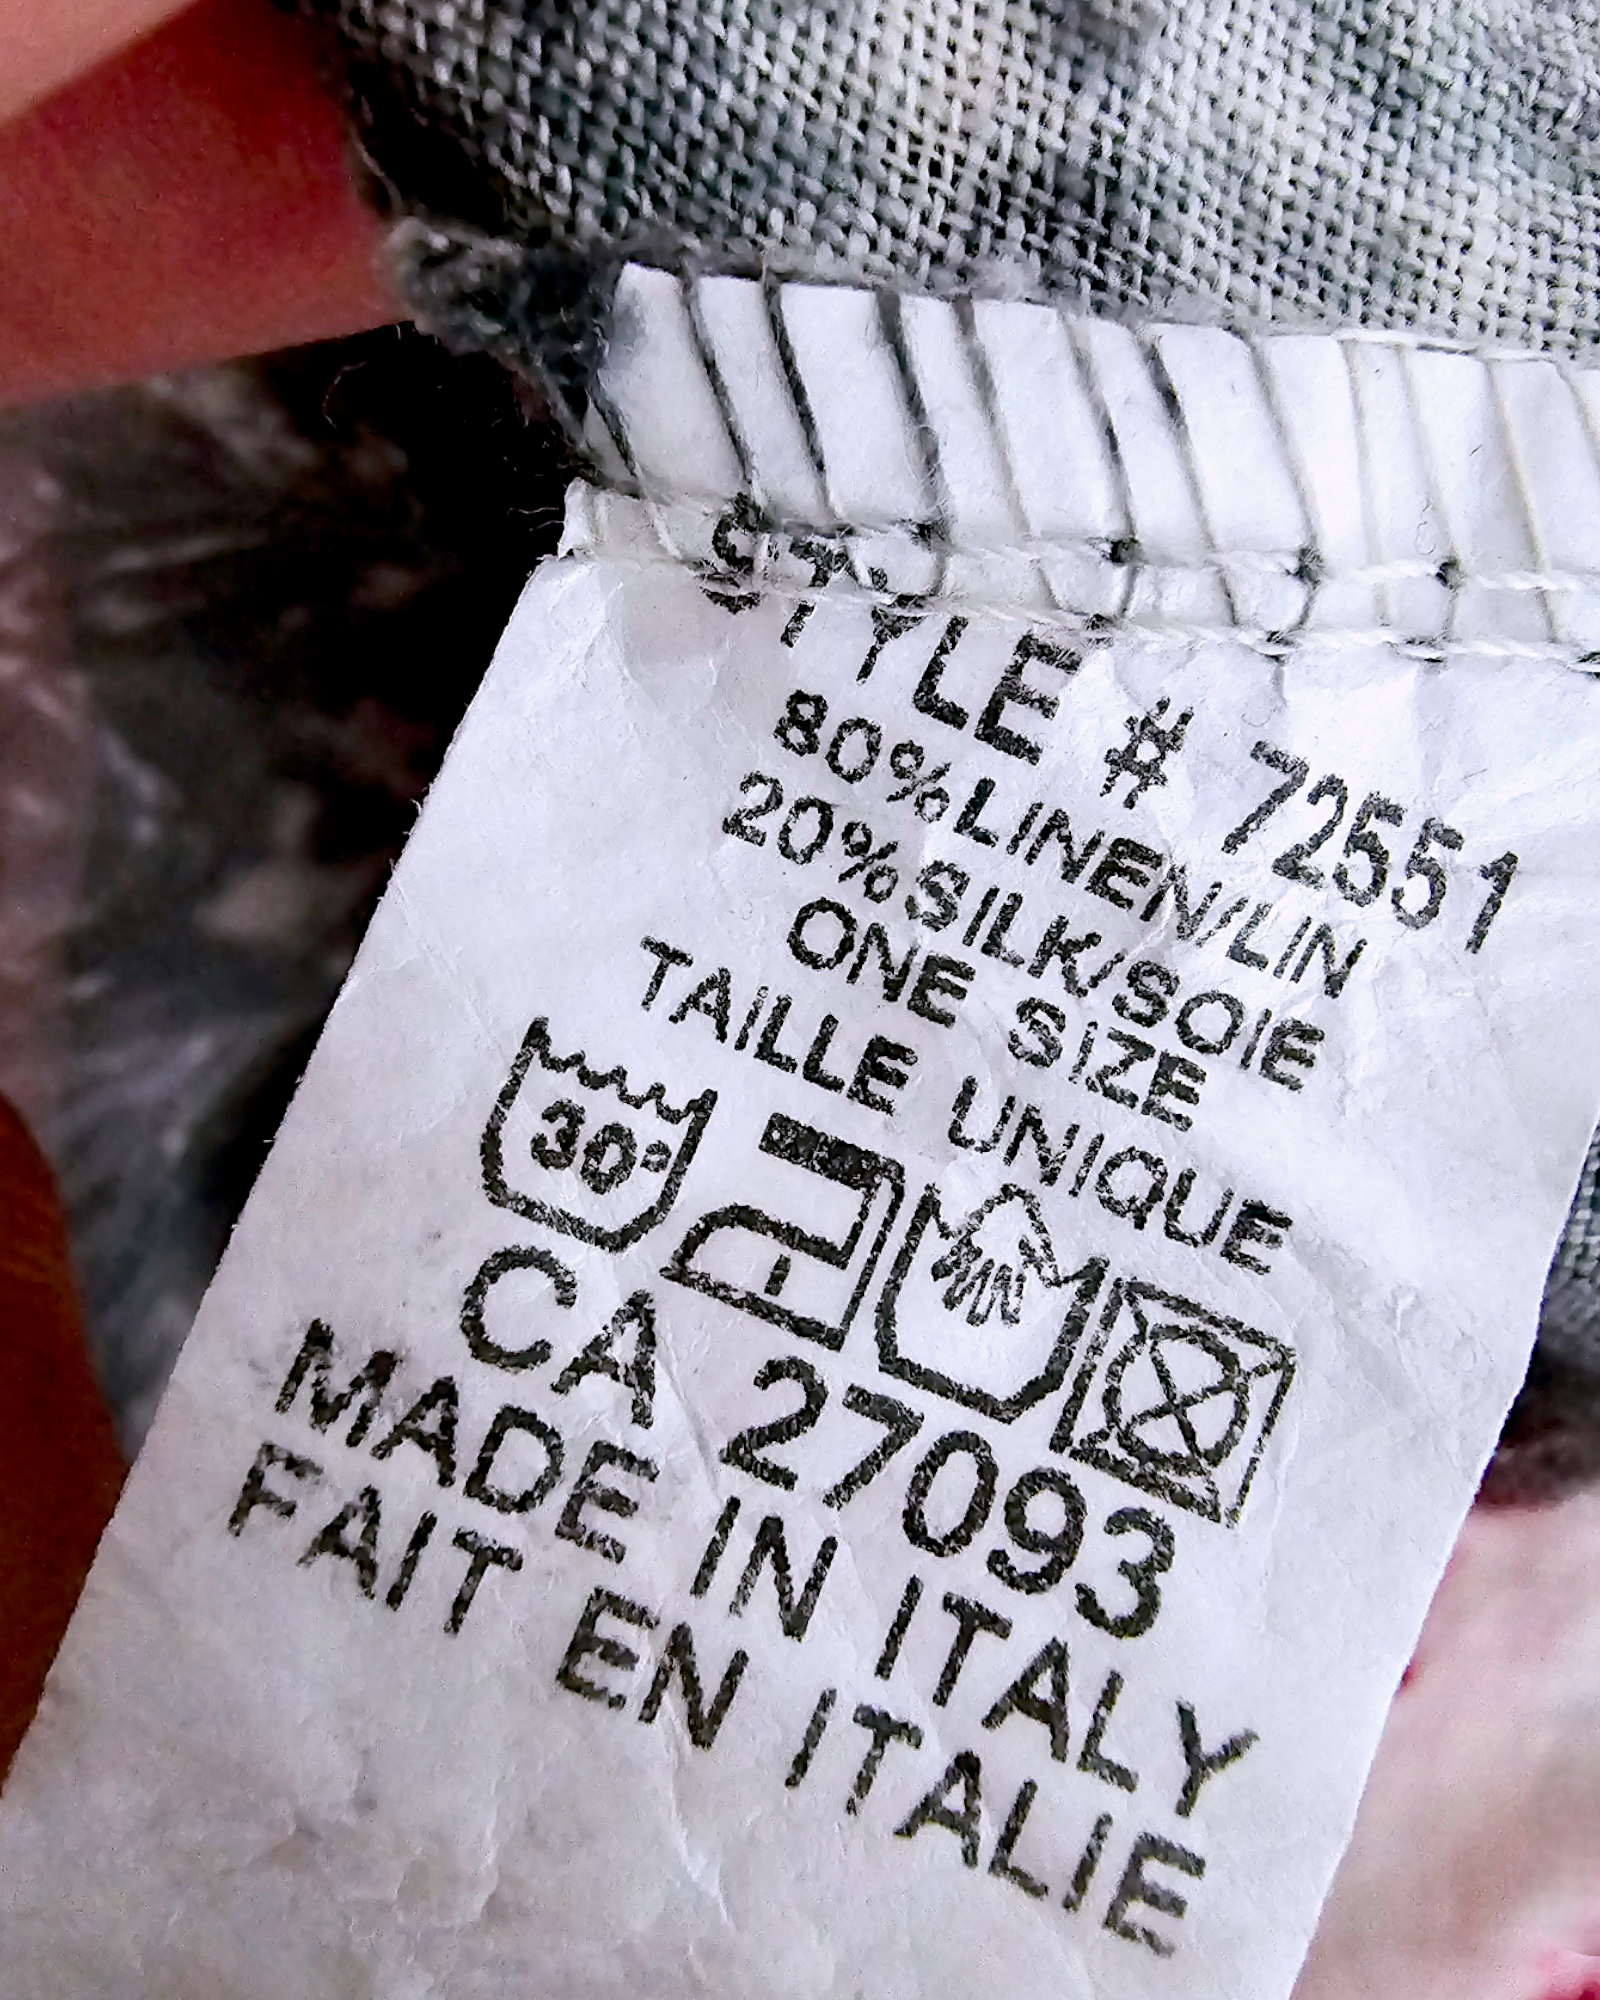 STYLE # 72551
80%LINEN/LIN
20%SILK/SOIE
ONE SIZE
TAILLE UNIQUE
30°
CA 27093
MADE IN ITALY
FAIT EN ITALIE